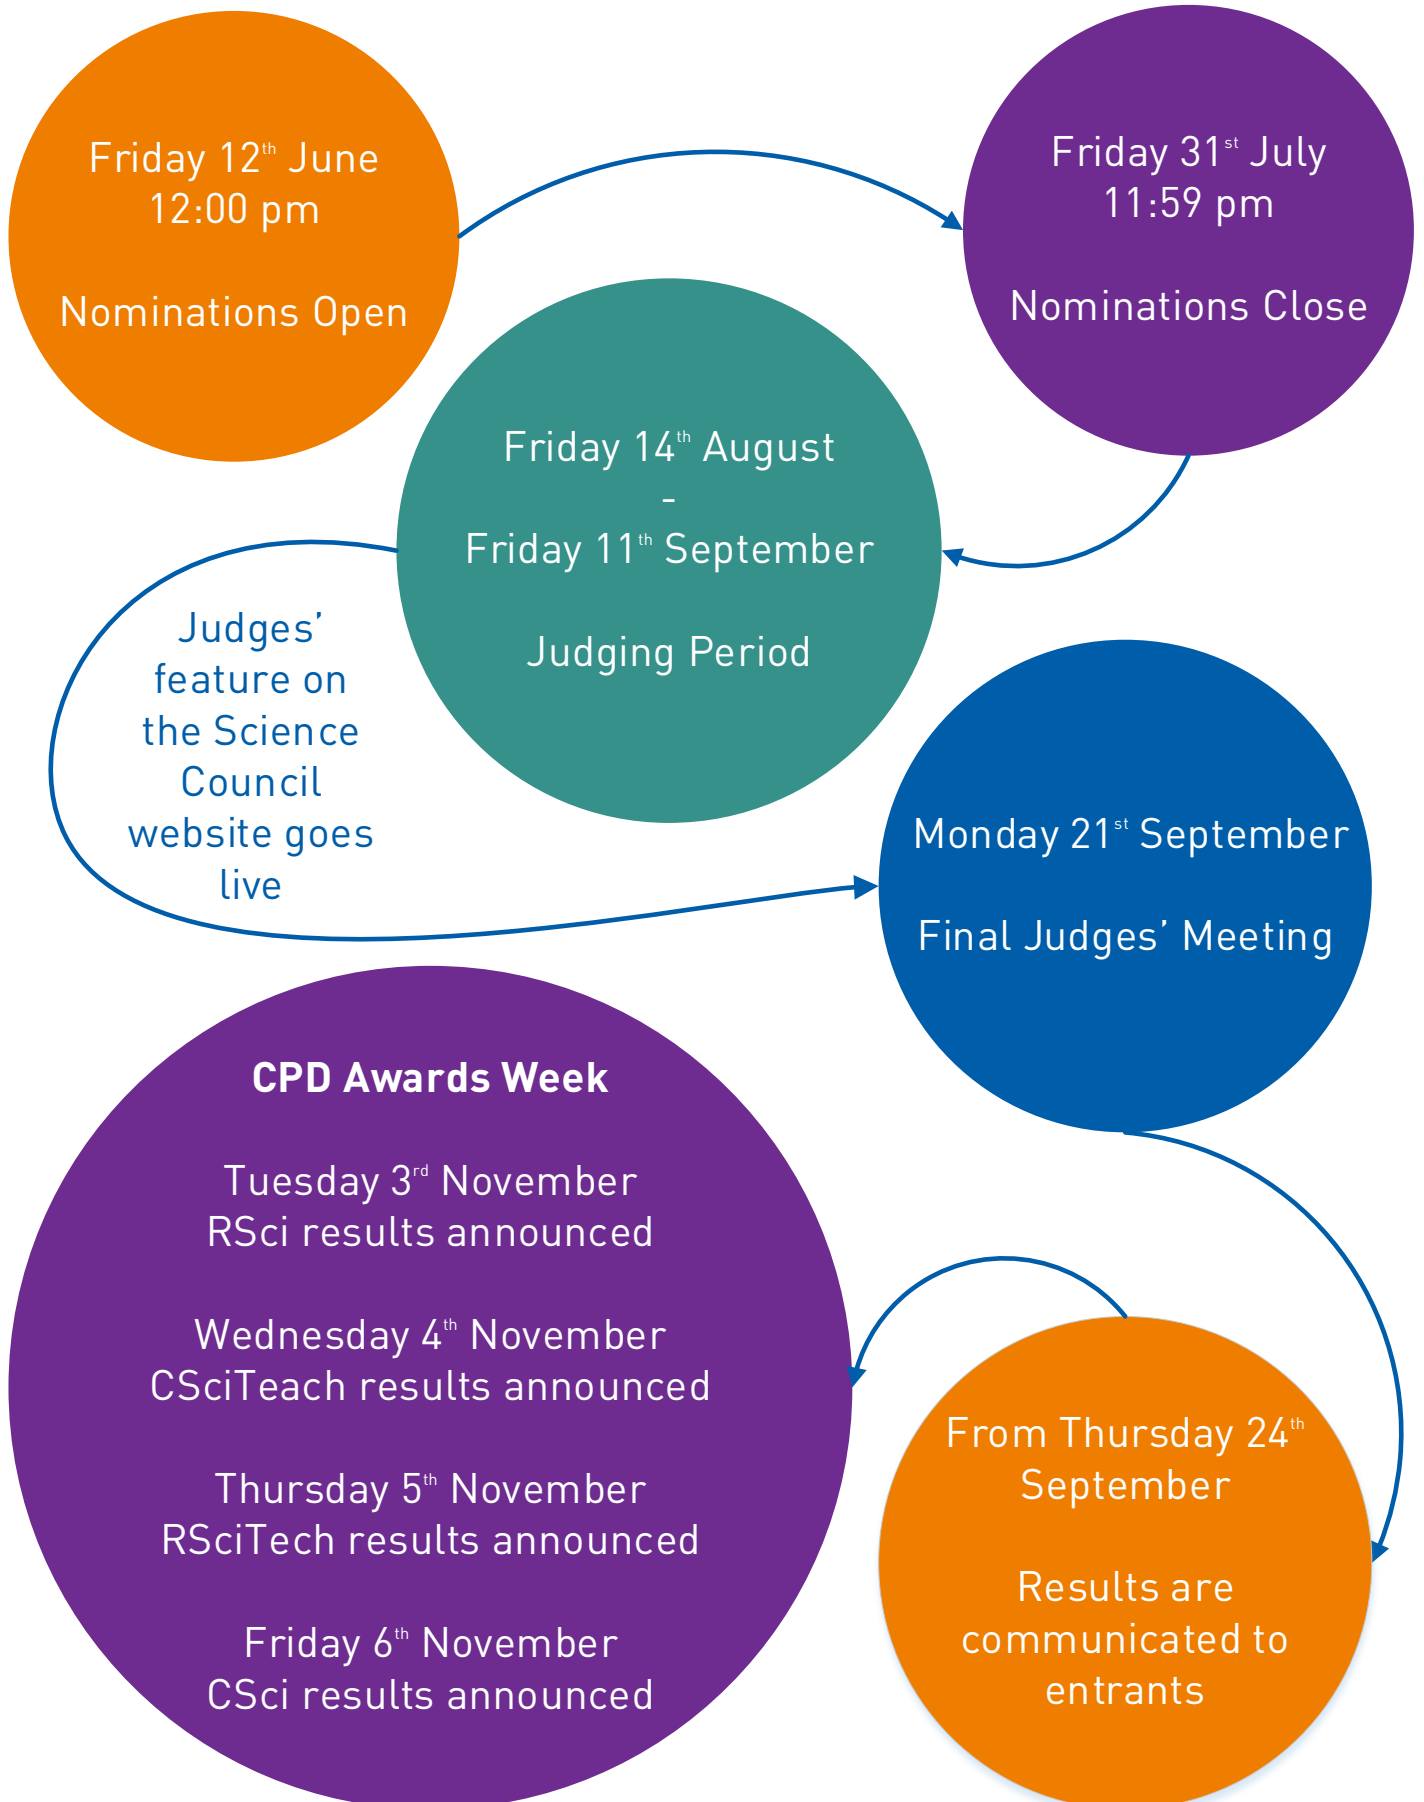 Friday 12th June
12:00 pm
Nominations Open
Friday 31st July
11:59 pm
Nominations Close
Friday 14th August
-
Friday 11th September
Judging Period
Judges’
feature on
the Science
Council
website goes
live
Monday 21st September
Final Judges’ Meeting
From Thursday 24th
September
Results are
communicated to
entrants
CPD Awards Week
Tuesday 3rd November
RSci results announced
Wednesday 4th November
CSciTeach results announced
Thursday 5th November
RSciTech results announced
Friday 6th November
CSci results announced